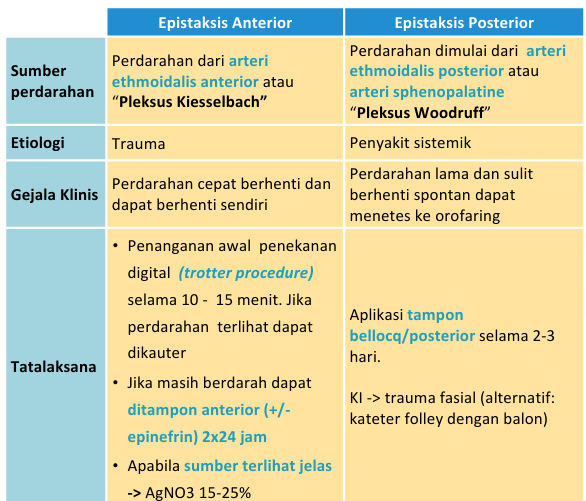 Epistaksis Anterior
Epistaksis Posterior
Sumber
perdarahan
Perdarahan dari arteri
ethmoidalis anterior atau
“Pleksus Kiesselbach”
Perdarahan dimulai dari arteri
ethmoidalis posterior atau
arteri sphenopalatine
“Pleksus Woodruff”
Etiologi
Trauma
Penyakit sistemik
Gejala Klinis
Perdarahan cepat berhenti dan
dapat berhenti sendiri
Perdarahan lama dan sulit
berhenti spontan dapat
menetes ke orofaring
Tatalaksana
• Penanganan awal penekanan
digital (trotter procedure)
selama 10 - 15 menit. Jika
perdarahan terlihat dapat
dikauter
• Jika masih berdarah dapat
ditampon anterior (+/-
epinefrin) 2x24 jam
• Apabila sumber terlihat jelas
-> AgNO3 15-25%
Aplikasi tampon
bellocq/posterior selama 2-3
hari.
KI -> trauma fasial (alternatif:
kateter folley dengan balon)